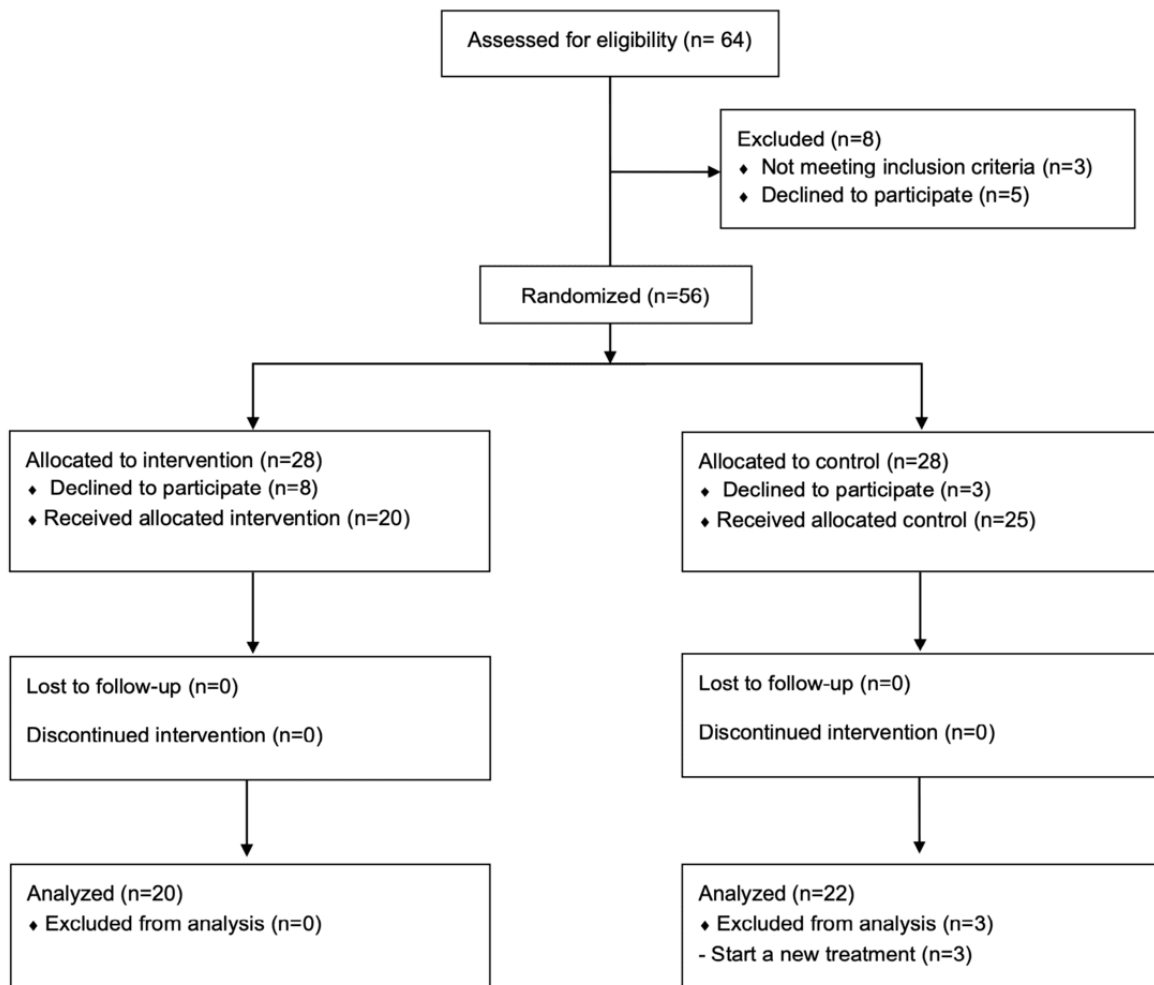 Assessed for eligibility (n= 64)
Excluded (n=8)
♦ Not meeting inclusion criteria (n=3)
♦ Declined to participate (n=5)
Randomized (n=56)
Allocated to intervention (n=28)
♦ Declined to participate (n=8)
♦ Received allocated intervention (n=20)
Allocated to control (n=28)
♦ Declined to participate (n=3)
♦ Received allocated control (n=25)
Lost to follow-up (n=0)
Discontinued intervention (n=0)
Lost to follow-up (n=0)
Discontinued intervention (n=0)
Analyzed (n=20)
♦ Excluded from analysis (n=0)
Analyzed (n=22)
♦ Excluded from analysis (n=3)
- Start a new treatment (n=3)